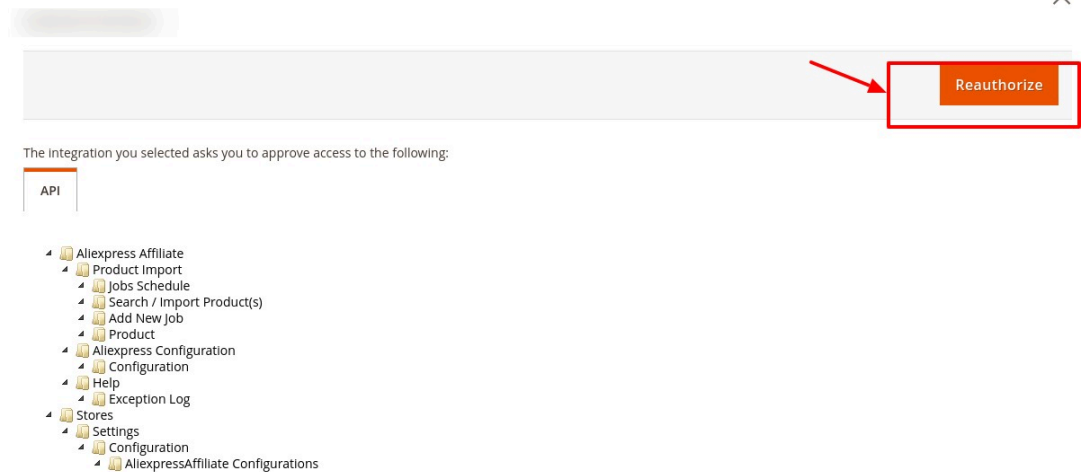 Reauthorize
The integration you selected asks you to approve access to the following:
API
Aliexpress Affiliate
Product Import
Jobs Schedule
Search / Import Product(s)
Add New Job
Product
Aliexpress Configuration
Configuration
Help
Exception Log
Stores
Settings
Configuration
AliexpressAffiliate Configurations